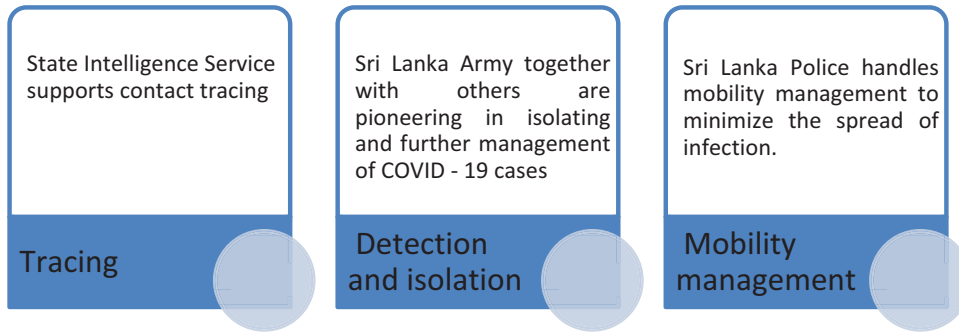 State Intelligence Service
supports contact tracing
Tracing
Sri Lanka Army together
with others are
pioneering in isolating
and further management
of COVID - 19 cases
Detection
and isolation
Sri Lanka Police handles
mobility management to
minimize the spread of
infection.
Mobility
management